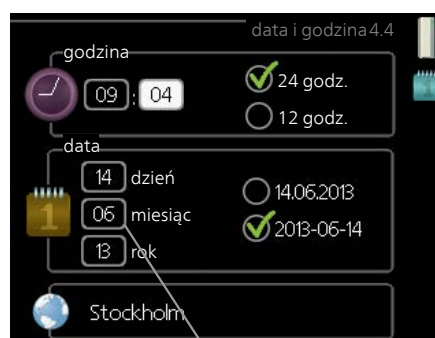 data i godzina 4.4
godzina
09 : 04
24 godz.
12 godz.
data
14 dzień
06 miesiąc
13 rok
14.06.2013
2013-06-14
1
Stockholm